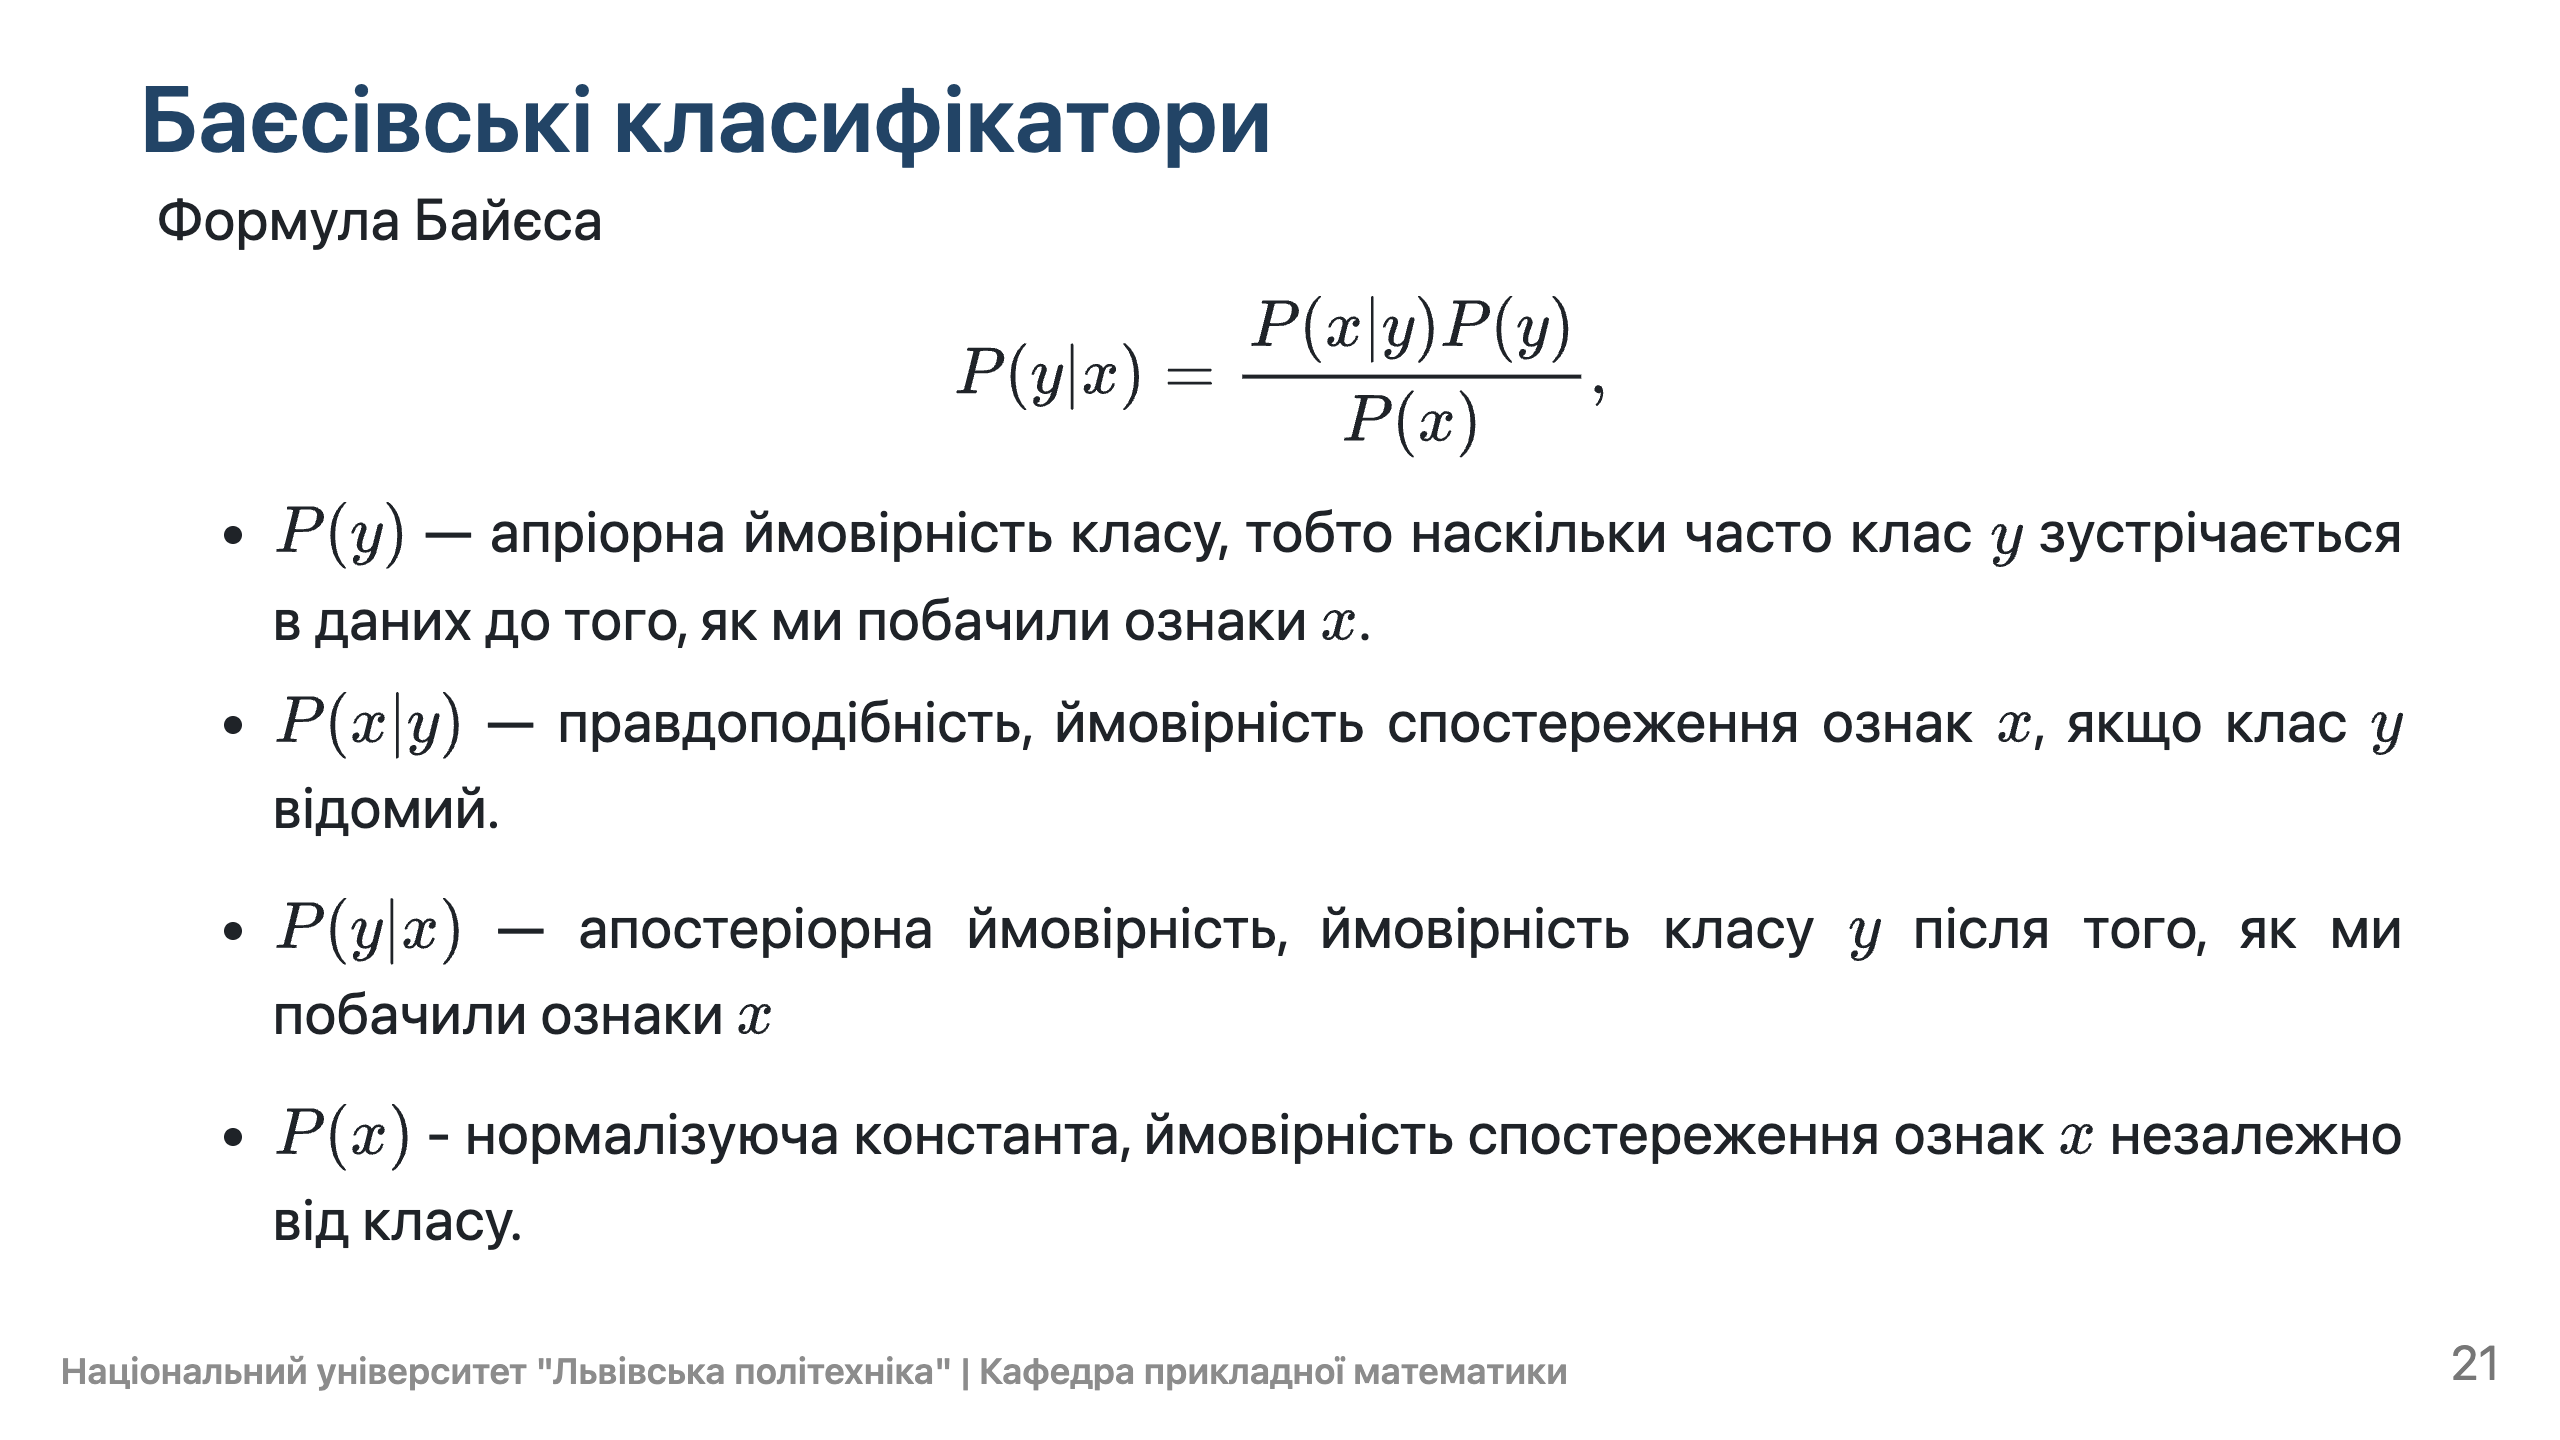 Баєсівські класифікатори
Формула Байєса
P(y|x) = P(x|y)P(y) / P(x),
• P(y) — апріорна ймовірність класу, тобто наскільки часто клас y зустрічається
в даних до того, як ми побачили ознаки x.
• P(x|y) — правдоподібність, ймовірність спостереження ознак x, якщо клас y
відомий.
• P(y|x) — апостеріорна ймовірність, ймовірність класу y після того, як ми
побачили ознаки x
• P(x) - нормалізуюча константа, ймовірність спостереження ознак x незалежно
від класу.
Національний університет "Львівська політехніка" | Кафедра прикладної математики
21